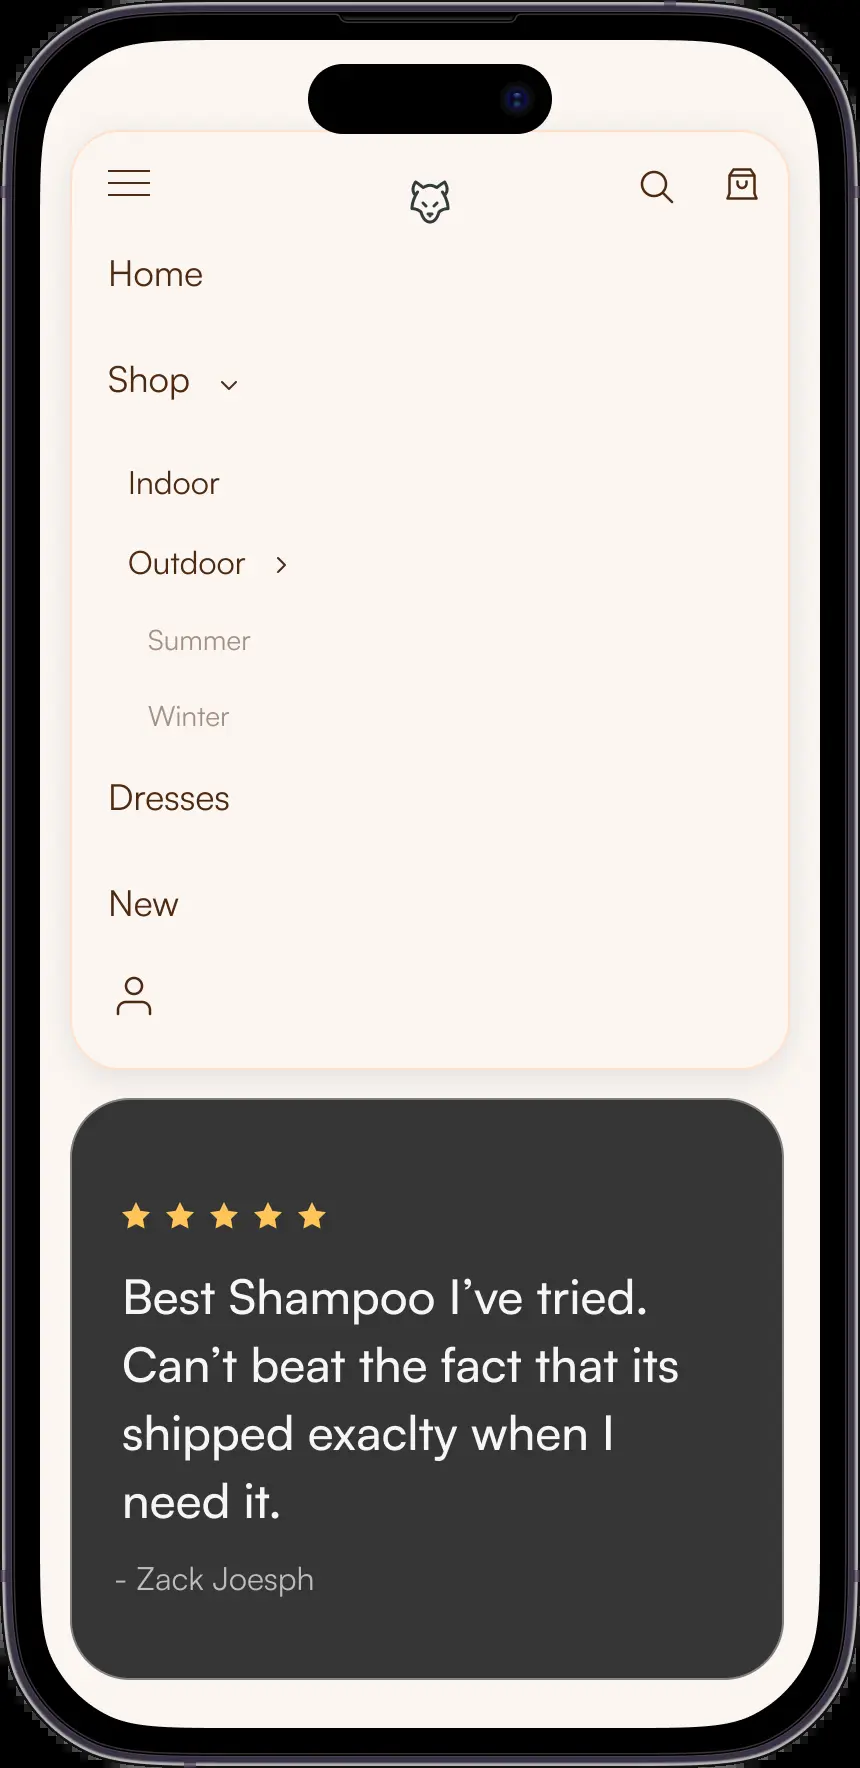 Home
Shop
Indoor
Outdoor
Summer
Winter
Dresses
New
Best Shampoo I’ve tried.
Can’t beat the fact that its
shipped exaclty when I
need it.
- Zack Joesph